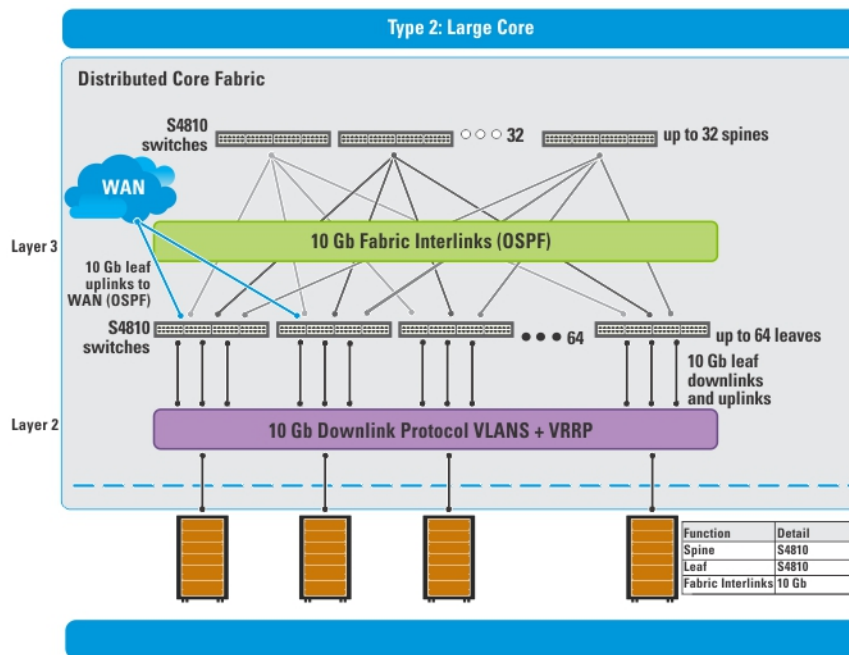 Type 2: Large Core
Distributed Core Fabric
S4810
switches
32
up to 32 spines
WAN
Layer 3
10 Gb Fabric Interlinks (OSPF)
10 Gb leaf
uplinks to
WAN (OSPF)
S4810
switches
64
up to 64 leaves
10 Gb leaf
downlinks
and uplinks
Layer 2
10 Gb Downlink Protocol VLANS + VRRP
Function Detail
Spine S4810
Leaf S4810
Fabric Interlinks 10 Gb